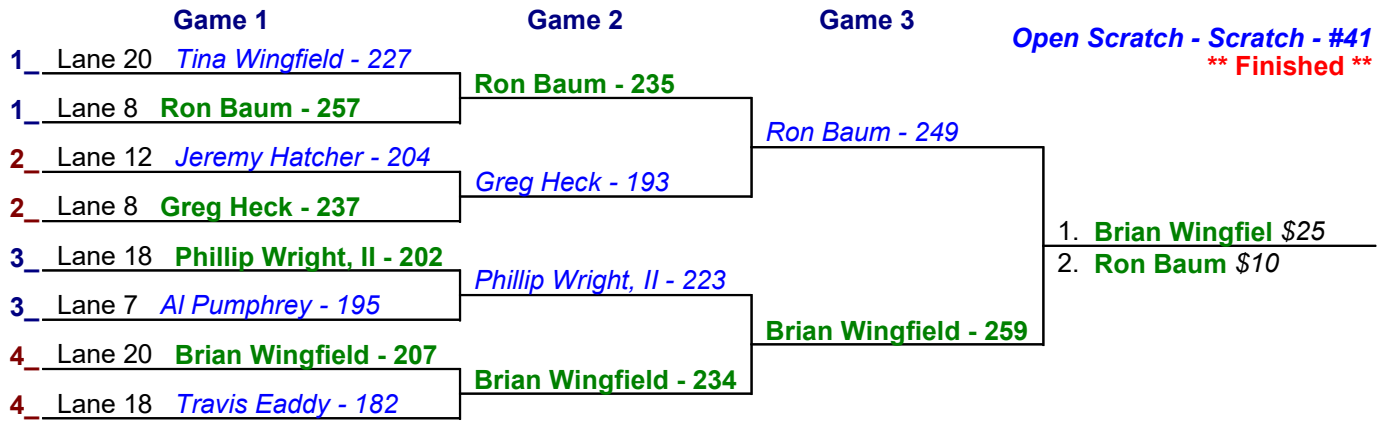 Game 1 Game 2 Game 3
Open Scratch - Scratch - #41
** Finished **
1_ Lane 20 Tina Wingfield - 227
Ron Baum - 235
1_ Lane 8 Ron Baum - 257
Ron Baum - 249
2_ Lane 12 Jeremy Hatcher - 204
Greg Heck - 193
2_ Lane 8 Greg Heck - 237
1. Brian Wingfiel $25
3_ Lane 18 Phillip Wright, II - 202
2. Ron Baum $10
Phillip Wright, II - 223
3_ Lane 7 Al Pumphrey - 195
Brian Wingfield - 259
4_ Lane 20 Brian Wingfield - 207
Brian Wingfield - 234
4_ Lane 18 Travis Eaddy - 182